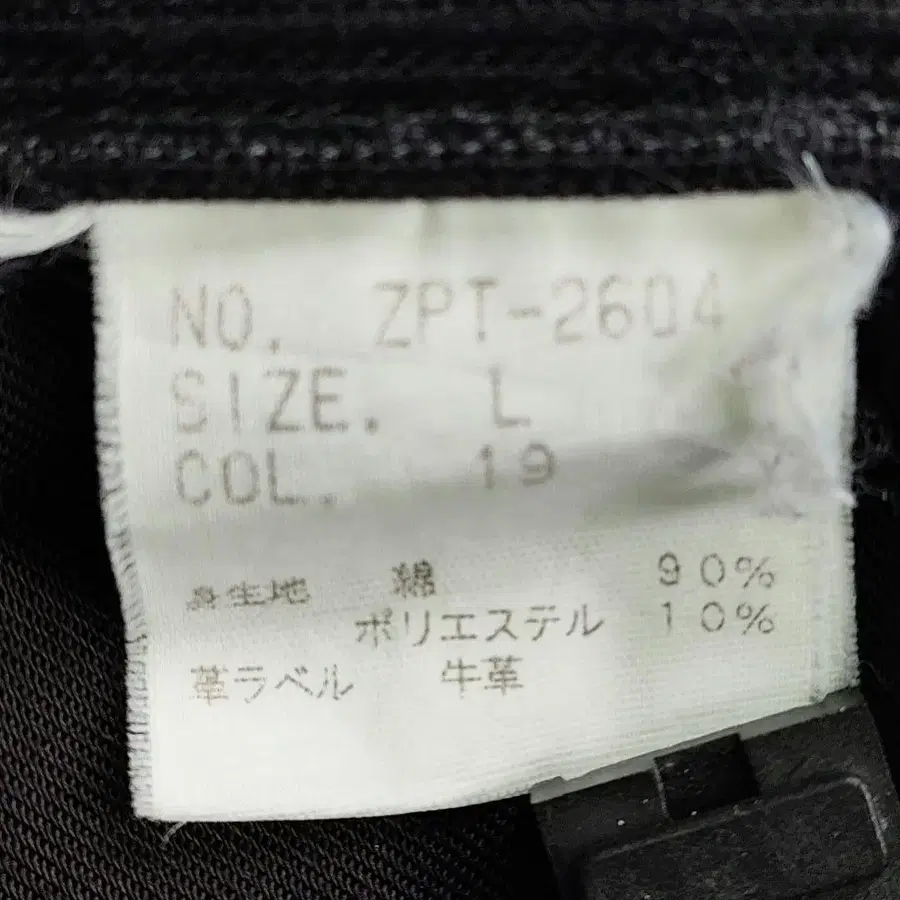 NO. ZPT-2604
SIZE. L
COL. 19
身生地 綿 90%
ポリエステル 10%
革ラベル 牛革